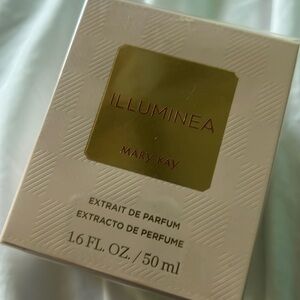 ILLUMINEA
MARY KAY
EXTRAIT DE PARFUM
EXTRACTO DE PERFUME
1.6 FL. OZ. / 50 ml